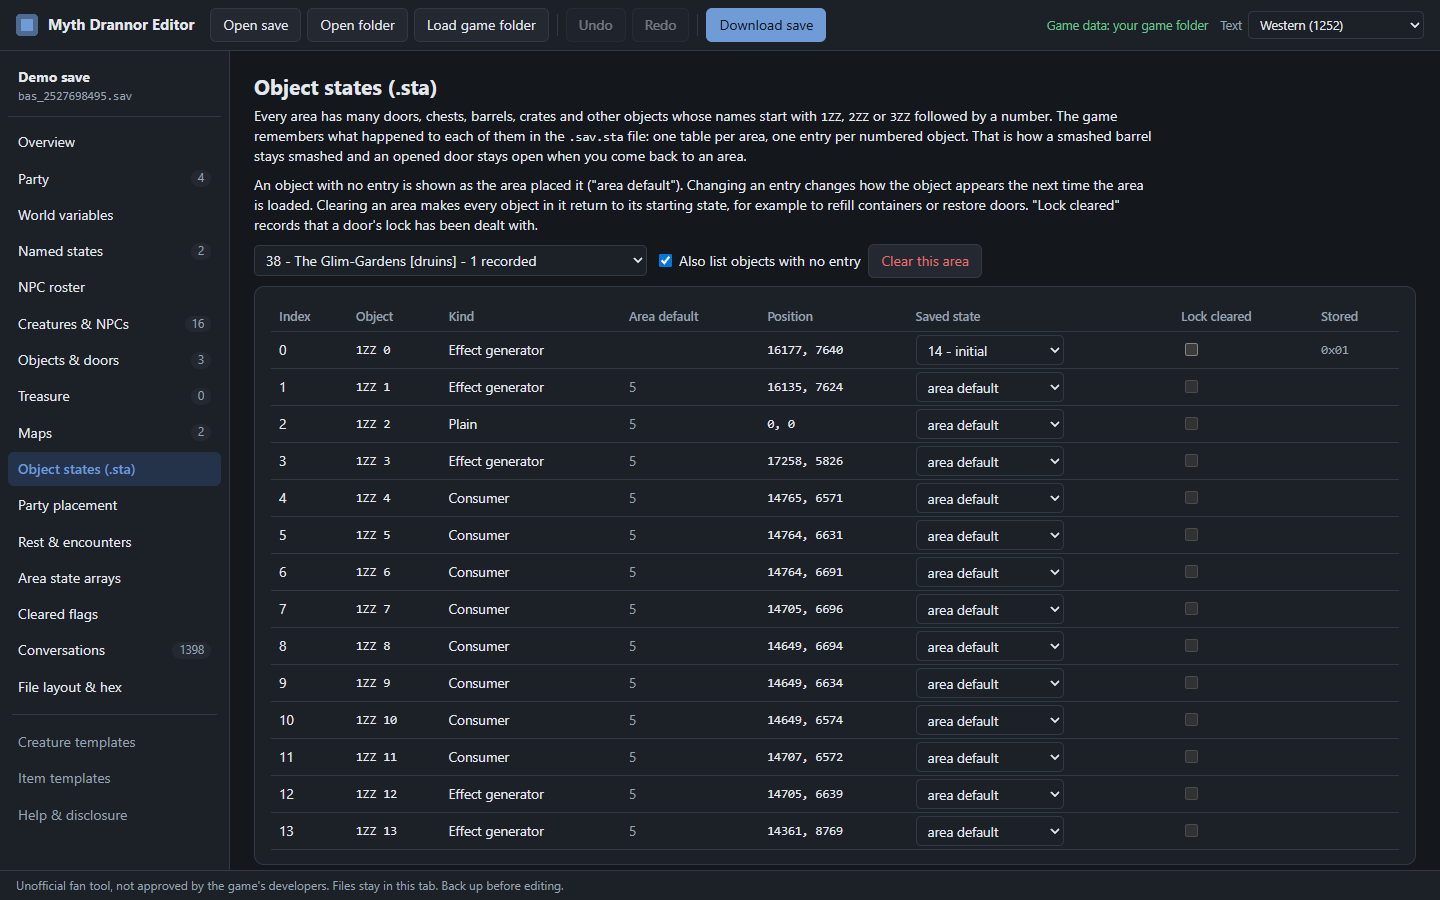 Myth Drannor Editor
Open save
Open folder
Load game folder
Undo
Redo
Download save
Game data: your game folder
Text
Western (1252)
Demo save
bas_2527698495.sav
Overview
Party 4
World variables
Named states 2
NPC roster
Creatures & NPCs 16
Objects & doors 3
Treasure 0
Maps 2
Object states (.sta)
Party placement
Rest & encounters
Area state arrays
Cleared flags
Conversations 1398
File layout & hex
Creature templates
Item templates
Help & disclosure
Object states (.sta)
Every area has many doors, chests, barrels, crates and other objects whose names start with 1ZZ, 2ZZ or 3ZZ followed by a number. The game
remembers what happened to each of them in the .sav.sta file: one table per area, one entry per numbered object. That is how a smashed barrel
stays smashed and an opened door stays open when you come back to an area.
An object with no entry is shown as the area placed it ("area default"). Changing an entry changes how the object appears the next time the area
is loaded. Clearing an area makes every object in it return to its starting state, for example to refill containers or restore doors. "Lock cleared"
records that a door's lock has been dealt with.
38 - The Glim-Gardens [druins] - 1 recorded
Also list objects with no entry
Clear this area
Index Object Kind Area default Position Saved state Lock cleared Stored
0 1ZZ 0 Effect generator 16177, 7640 14 - initial 0x01
1 1ZZ 1 Effect generator 5 16135, 7624 area default
2 1ZZ 2 Plain 5 0, 0 area default
3 1ZZ 3 Effect generator 5 17258, 5826 area default
4 1ZZ 4 Consumer 5 14765, 6571 area default
5 1ZZ 5 Consumer 5 14764, 6631 area default
6 1ZZ 6 Consumer 5 14764, 6691 area default
7 1ZZ 7 Consumer 5 14705, 6696 area default
8 1ZZ 8 Consumer 5 14649, 6694 area default
9 1ZZ 9 Consumer 5 14649, 6634 area default
10 1ZZ 10 Consumer 5 14649, 6574 area default
11 1ZZ 11 Consumer 5 14707, 6572 area default
12 1ZZ 12 Effect generator 5 14705, 6639 area default
13 1ZZ 13 Effect generator 5 14361, 8769 area default
Unofficial fan tool, not approved by the game's developers. Files stay in this tab. Back up before editing.